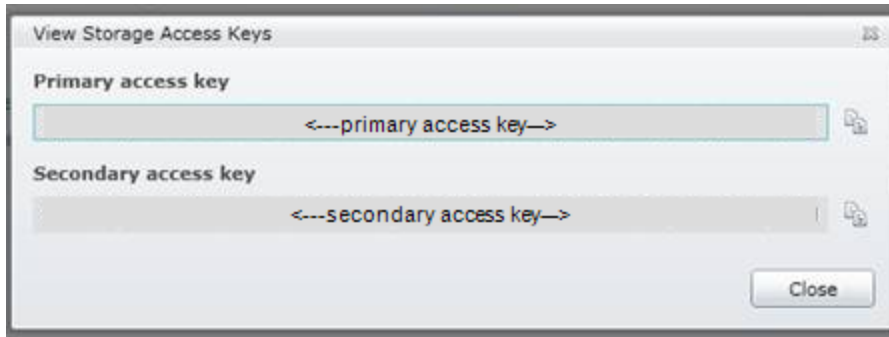 View Storage Access Keys
Primary access key
<---primary access key—>
Secondary access key
<---secondary access key—>
Close